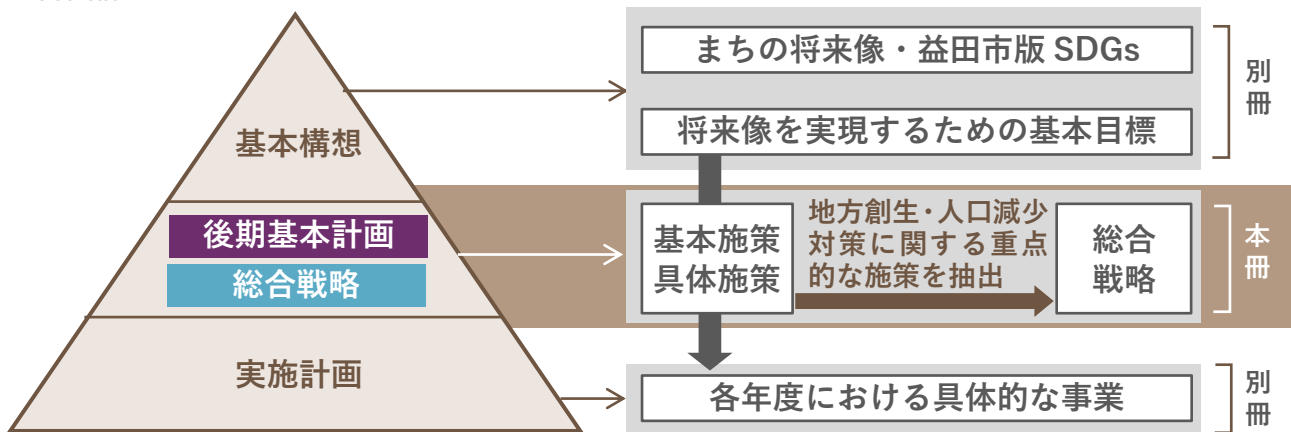 まちの将来像・益田市版 SDGs
別冊
将来像を実現するための基本目標
基本構想
後期基本計画
総合戦略
基本施策
具体施策
地方創生・人口減少
対策に関する重点
的な施策を抽出
総合
戦略
本冊
実施計画
各年度における具体的な事業
別冊